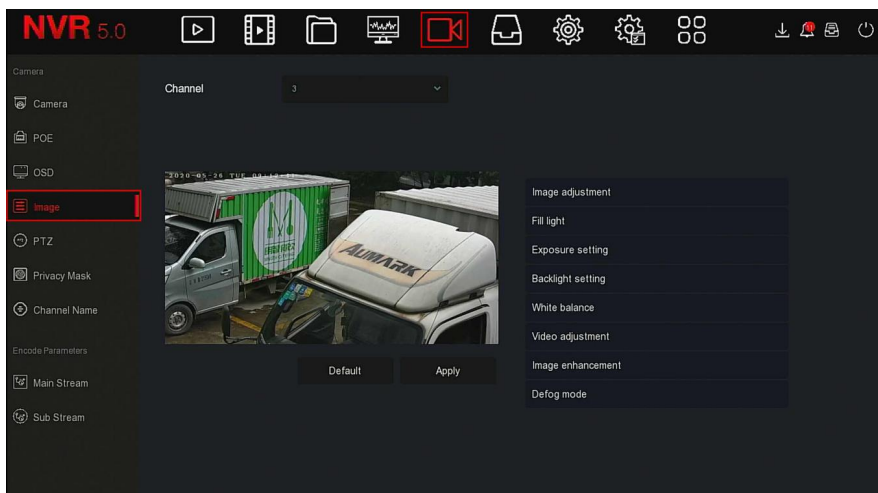 NVR 5.0
Camera
Channel
3
Camera
POE
OSD
2020-05-26 TUE
Image
Image adjustment
Fill light
AUMARK
PTZ
Exposure setting
Privacy Mask
Backlight setting
Channel Name
White balance
Video adjustment
Encode Parameters
Default
Apply
Image enhancement
Main Stream
Defog mode
Sub Stream